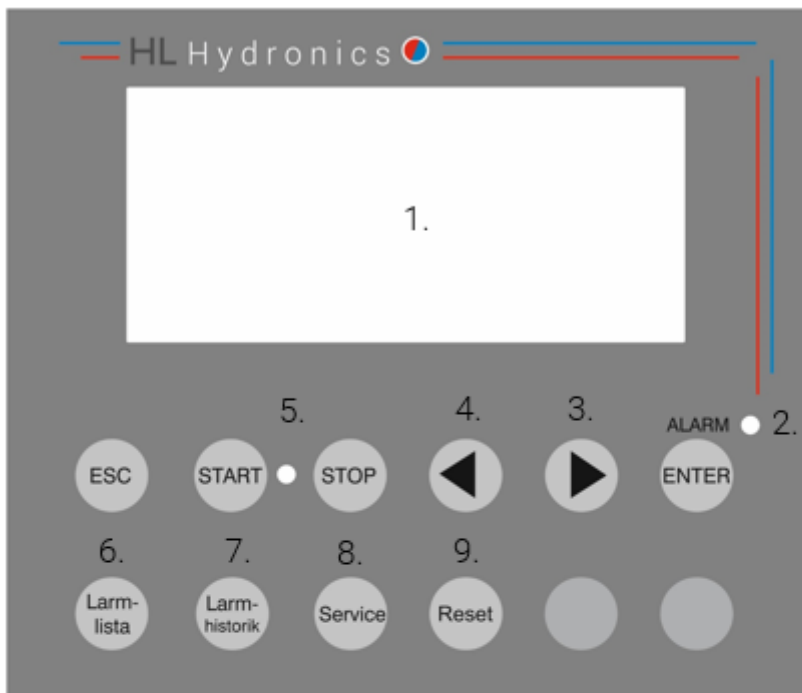 HL Hydronics
1.
5.
4.
3.
ALARM
2.
ESC
START
STOP
ENTER
6.
7.
8.
9.
Larm-
lista
Larm-
historik
Service
Reset